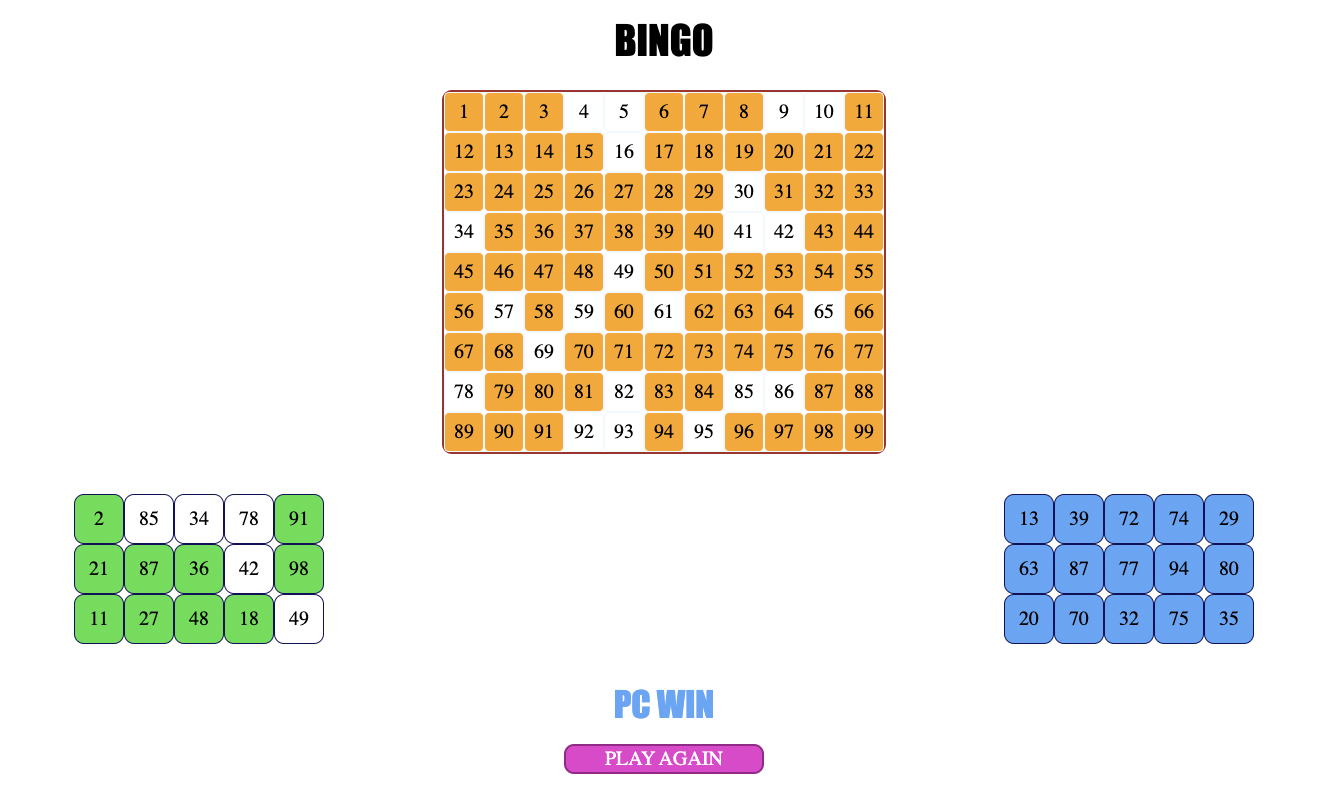 BINGO
1 2 3 4 5 6 7 8 9 10 11
12 13 14 15 16 17 18 19 20 21 22
23 24 25 26 27 28 29 30 31 32 33
34 35 36 37 38 39 40 41 42 43 44
45 46 47 48 49 50 51 52 53 54 55
56 57 58 59 60 61 62 63 64 65 66
67 68 69 70 71 72 73 74 75 76 77
78 79 80 81 82 83 84 85 86 87 88
89 90 91 92 93 94 95 96 97 98 99
2 85 34 78 91
21 87 36 42 98
11 27 48 18 49
13 39 72 74 29
63 87 77 94 80
20 70 32 75 35
PC WIN
PLAY AGAIN